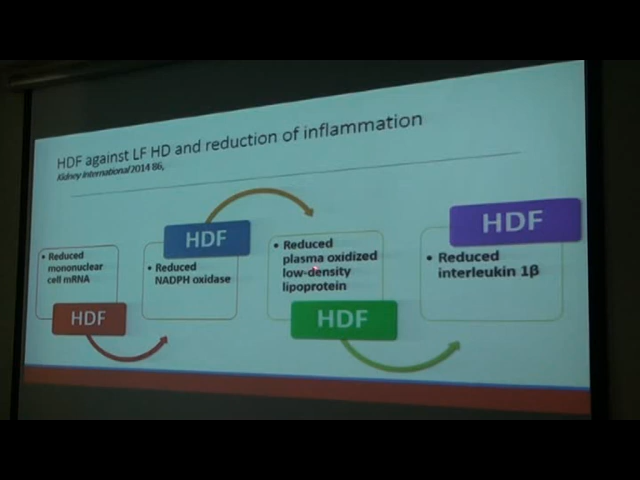 HDF against LF HD and reduction of inflammation
Kidney International 2014 86,
• Reduced
mononuclear
cell mRNA
HDF
HDF
• Reduced
NADPH oxidase
• Reduced
plasma oxidized
low-density
lipoprotein
HDF
HDF
• Reduced
interleukin 1β